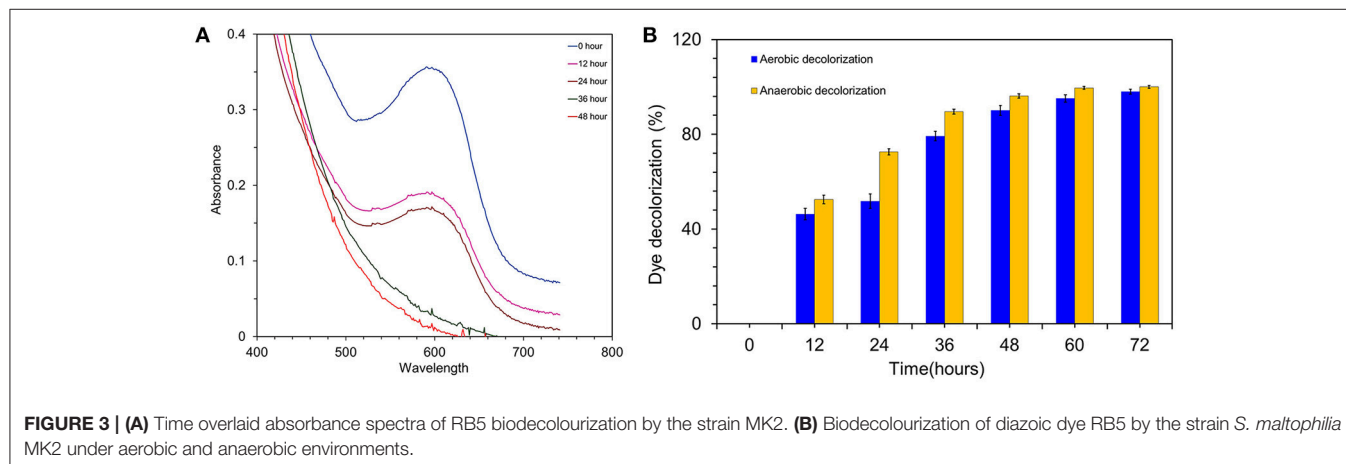 A
0.4
0.3
0.2
0.1
0
Absorbance
400
500
600
700
800
Wavelength
0 hour
12 hour
24 hour
36 hour
48 hour
B
120
80
40
0
Dye decolorization (%)
Aerobic decolorization
Anaerobic decolorization
0
12
24
36
48
60
72
Time(hours)
FIGURE 3 | (A) Time overlaid absorbance spectra of RB5 biodecolourization by the strain MK2. (B) Biodecolourization of diazoic dye RB5 by the strain S. maltophilia
MK2 under aerobic and anaerobic environments.